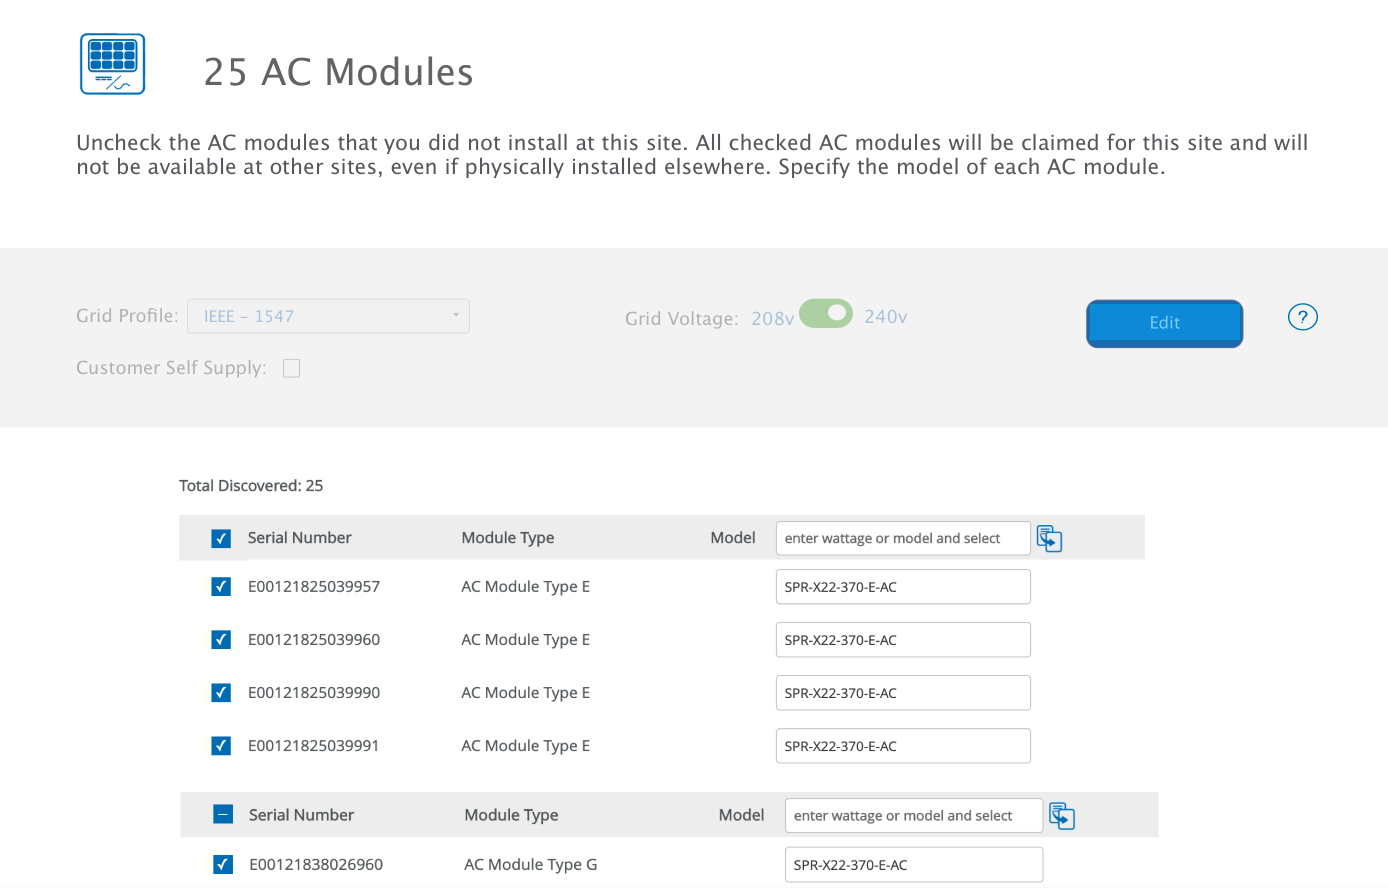 25 AC Modules
Uncheck the AC modules that you did not install at this site. All checked AC modules will be claimed for this site and will
not be available at other sites, even if physically installed elsewhere. Specify the model of each AC module.
Grid Profile: IEEE – 1547 Grid Voltage: 208v 240v Edit ?
Customer Self Supply:
Total Discovered: 25
Serial Number Module Type Model enter wattage or model and select
E00121825039957 AC Module Type E SPR-X22-370-E-AC
E00121825039960 AC Module Type E SPR-X22-370-E-AC
E00121825039990 AC Module Type E SPR-X22-370-E-AC
E00121825039991 AC Module Type E SPR-X22-370-E-AC
Serial Number Module Type Model enter wattage or model and select
E00121838026960 AC Module Type G SPR-X22-370-E-AC